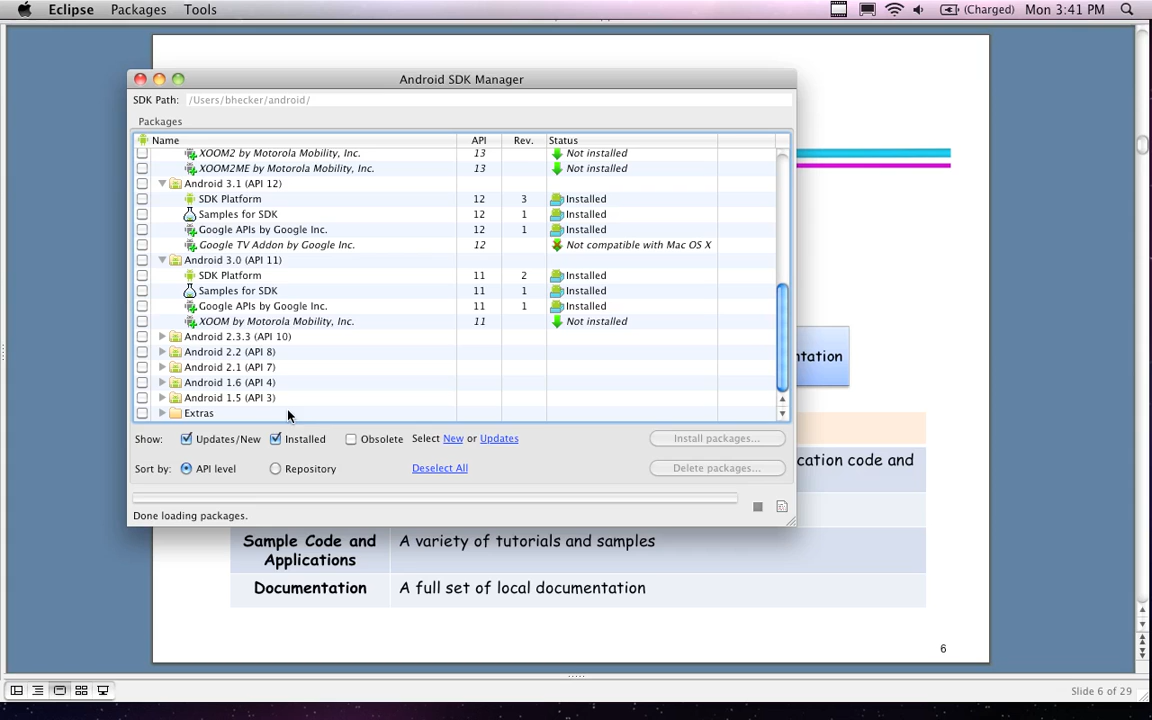 Eclipse Packages Tools (Charged) Mon 3:41 PM
Android SDK Manager
SDK Path: /Users/bhecker/android/
Packages
Name API Rev. Status
XOOM2 by Motorola Mobility, Inc. 13 Not installed
XOOM2ME by Motorola Mobility, Inc. 13 Not installed
Android 3.1 (API 12)
SDK Platform 12 3 Installed
Samples for SDK 12 1 Installed
Google APIs by Google Inc. 12 1 Installed
Google TV Addon by Google Inc. 12 Not compatible with Mac OS X
Android 3.0 (API 11)
SDK Platform 11 2 Installed
Samples for SDK 11 1 Installed
Google APIs by Google Inc. 11 1 Installed
XOOM by Motorola Mobility, Inc. 11 Not installed
Android 2.3.3 (API 10)
Android 2.2 (API 8)
Android 2.1 (API 7)
Android 1.6 (API 4)
Android 1.5 (API 3)
Extras
Show: Updates/New Installed Obsolete Select New or Updates Install packages...
Sort by: API level Repository Deselect All Delete packages...
Done loading packages.
ntation
cation code and
Sample Code and Applications
A variety of tutorials and samples
Documentation
A full set of local documentation
6
Slide 6 of 29